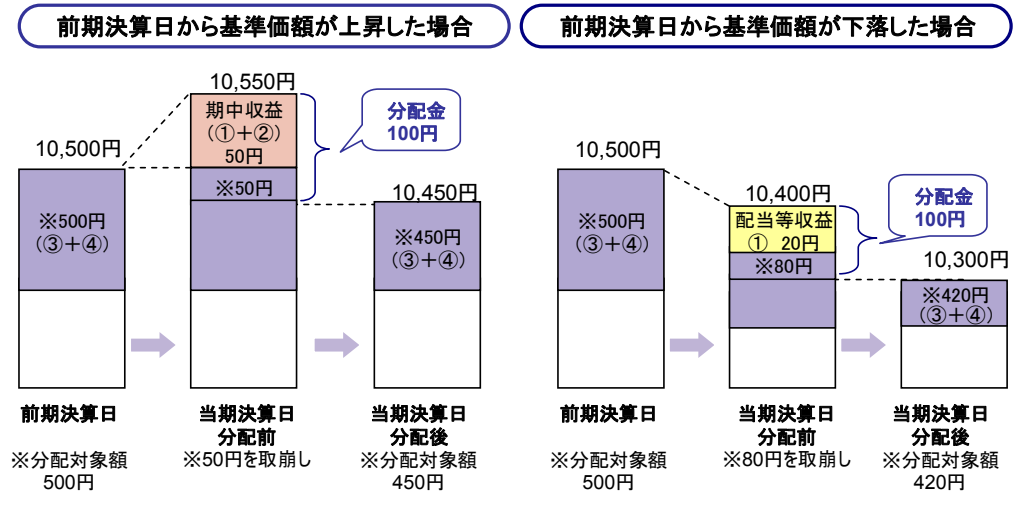 前期決算日から基準価額が上昇した場合
10,500円
※500円
(③+④)
前期決算日
※分配対象額
500円
10,550円
期中収益
(①+②)
50円
※50円
分配金
100円
当期決算日
分配前
※50円を取崩し
10,450円
※450円
(③+④)
当期決算日
分配後
※分配対象額
450円
前期決算日から基準価額が下落した場合
10,500円
※500円
(③+④)
前期決算日
※分配対象額
500円
10,400円
配当等収益
① 20円
※80円
分配金
100円
当期決算日
分配前
※80円を取崩し
10,300円
※420円
(③+④)
当期決算日
分配後
※分配対象額
420円